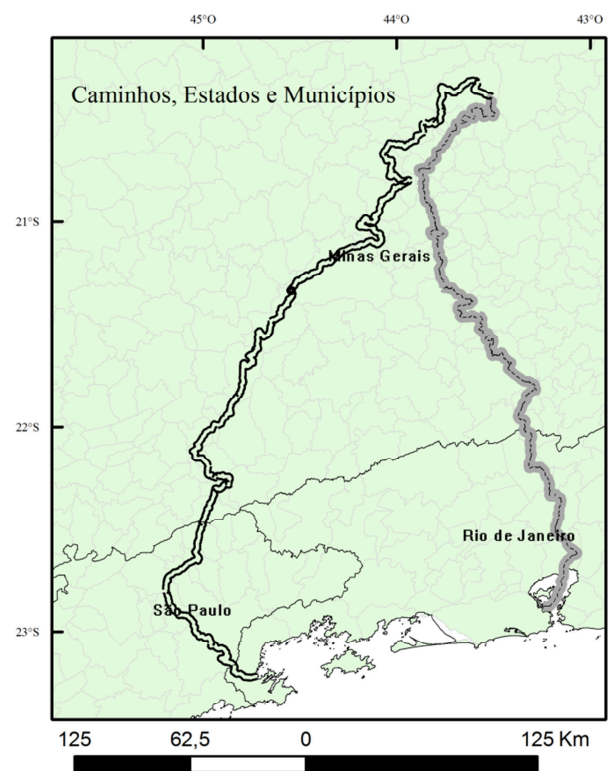 45°O 44°O 43°O
Caminhos, Estados e Municípios
21°S
Minas Gerais
22°S
Rio de Janeiro
São Paulo
23°S
125 62,5 0 125 Km